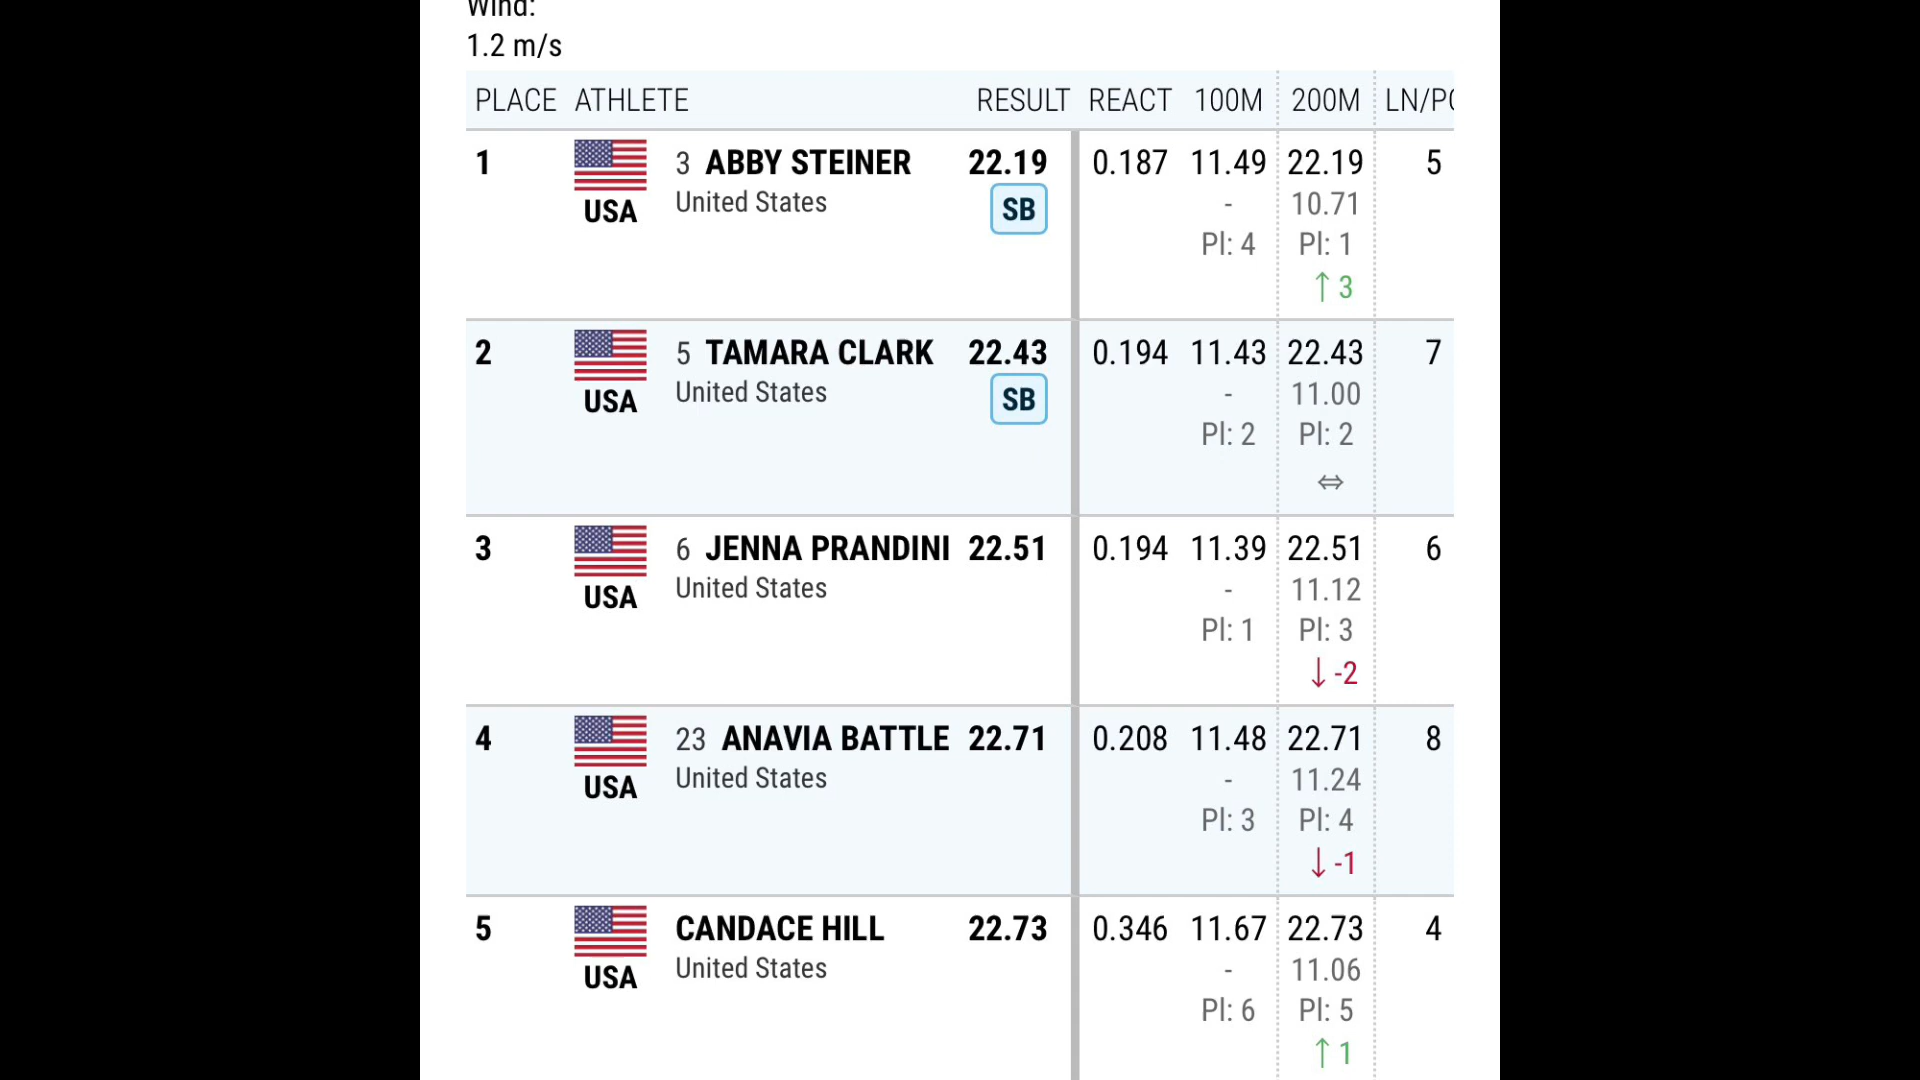 Wind:
1.2 m/s
PLACE ATHLETE RESULT REACT 100M 200M LN/PO
1 3 ABBY STEINER 22.19 0.187 11.49 22.19 5
USA United States SB - 10.71
Pl: 4 Pl: 1
↑ 3
2 5 TAMARA CLARK 22.43 0.194 11.43 22.43 7
USA United States SB - 11.00
Pl: 2 Pl: 2
⇔
3 6 JENNA PRANDINI 22.51 0.194 11.39 22.51 6
USA United States - 11.12
Pl: 1 Pl: 3
↓ -2
4 23 ANAVIA BATTLE 22.71 0.208 11.48 22.71 8
USA United States - 11.24
Pl: 3 Pl: 4
↓ -1
5 CANDACE HILL 22.73 0.346 11.67 22.73 4
USA United States - 11.06
Pl: 6 Pl: 5
↑ 1